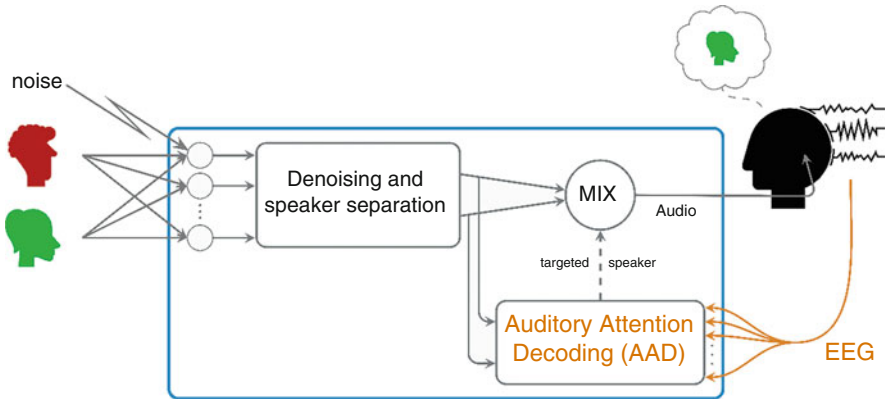 noise
Denoising and
speaker separation
MIX
Audio
targeted speaker
Auditory Attention
Decoding (AAD)
EEG